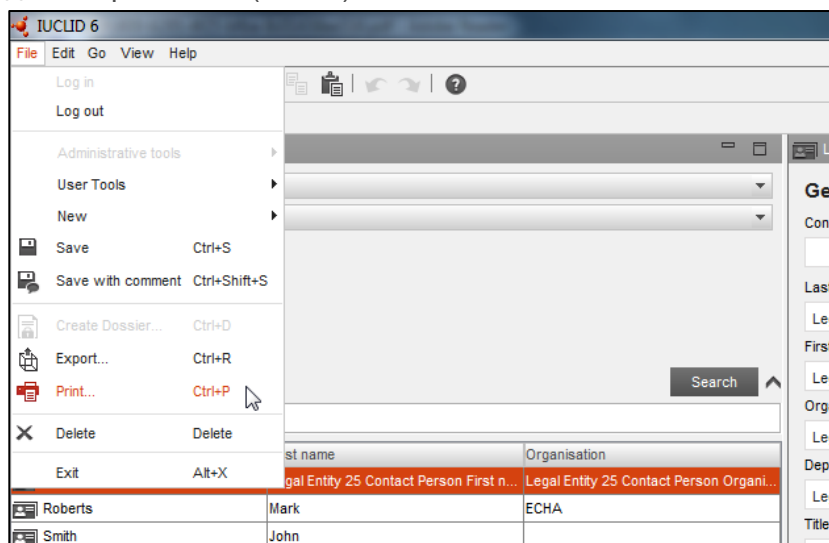 IUCLID 6
File Edit Go View Help
Log in
Log out
Administrative tools
User Tools
New
Save Ctrl+S
Save with comment Ctrl+Shift+S
Create Dossier... Ctrl+D
Export... Ctrl+R
Print... Ctrl+P
Delete Delete
Exit Alt+X
Search
st name Organisation
gal Entity 25 Contact Person First n... Legal Entity 25 Contact Person Organi...
Roberts Mark ECHA
Smith John
L
Ge
Con
Last
Le
First
Le
Orga
Le
Dep
Le
Title